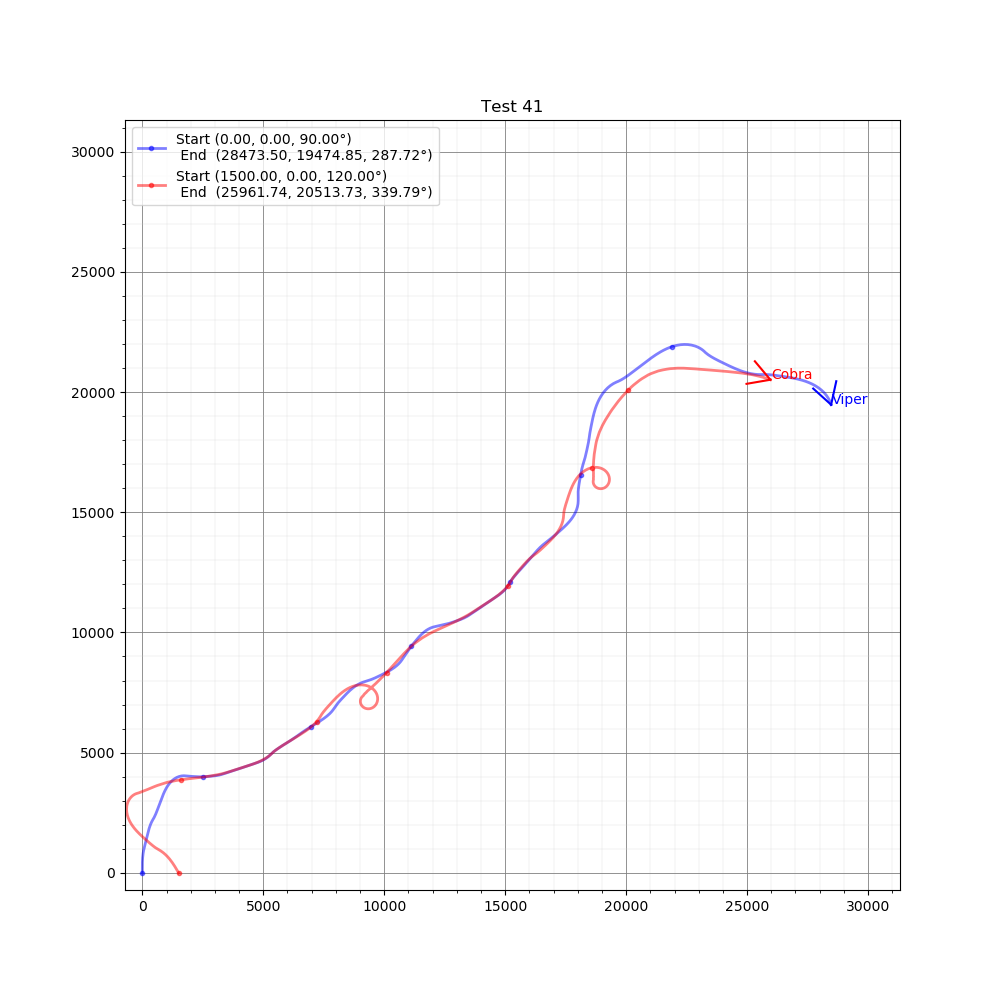 Test 41
Start (0.00, 0.00, 90.00°)
End (28473.50, 19474.85, 287.72°)
Start (1500.00, 0.00, 120.00°)
End (25961.74, 20513.73, 339.79°)
30000
25000
20000
15000
10000
5000
0
Cobra
Viper
0 5000 10000 15000 20000 25000 30000